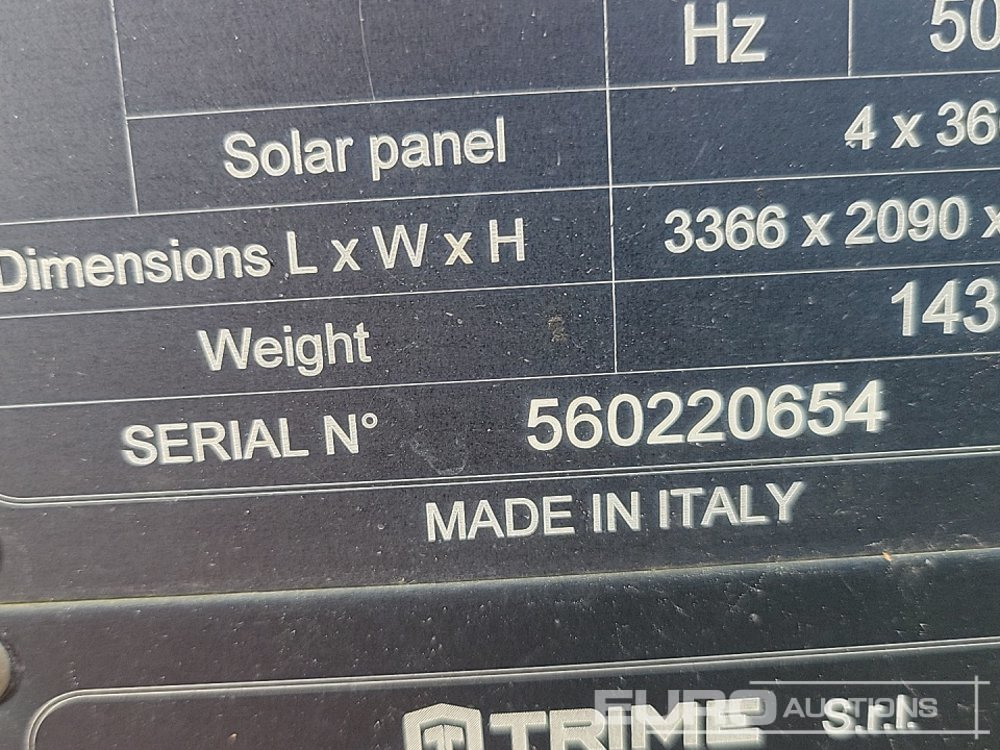 Hz 50
Solar panel 4 x 36
Dimensions L x W x H 3366 x 2090 x
Weight 143
SERIAL N° 560220654
MADE IN ITALY
TRIME s.r.l.
EURO AUCTIONS